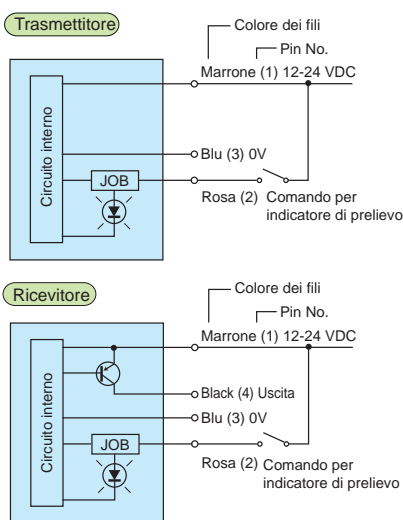 Trasmettitore
Colore dei fili
Pin No.
Marrone (1) 12-24 VDC
Circuito interno
Blu (3) 0V
JOB
Rosa (2) Comando per
indicatore di prelievo
Ricevitore
Colore dei fili
Pin No.
Marrone (1) 12-24 VDC
Circuito interno
Black (4) Uscita
Blu (3) 0V
JOB
Rosa (2) Comando per
indicatore di prelievo